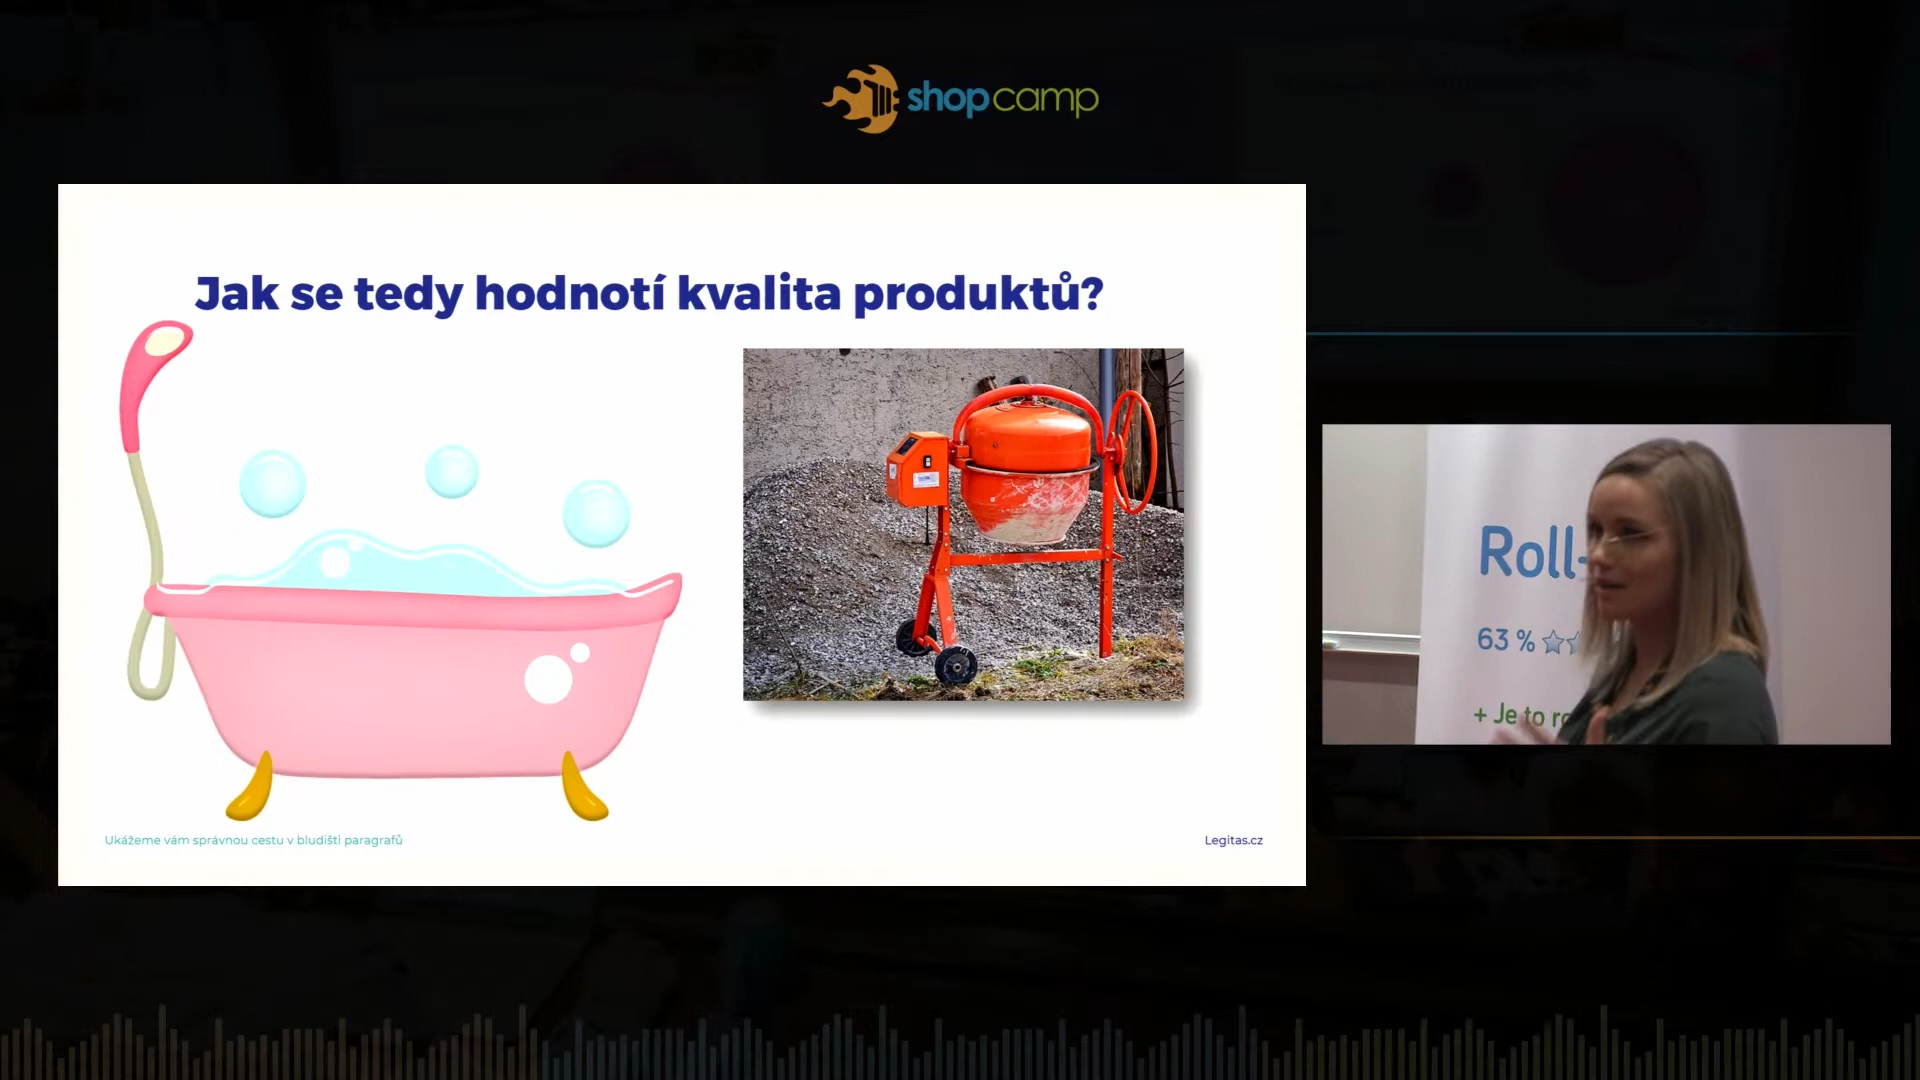 shopcamp
Jak se tedy hodnotí kvalita produktů?
Ukážeme vám správnou cestu v bludišti paragrafů
Legitas.cz
Roll-
63 %
+ Je to